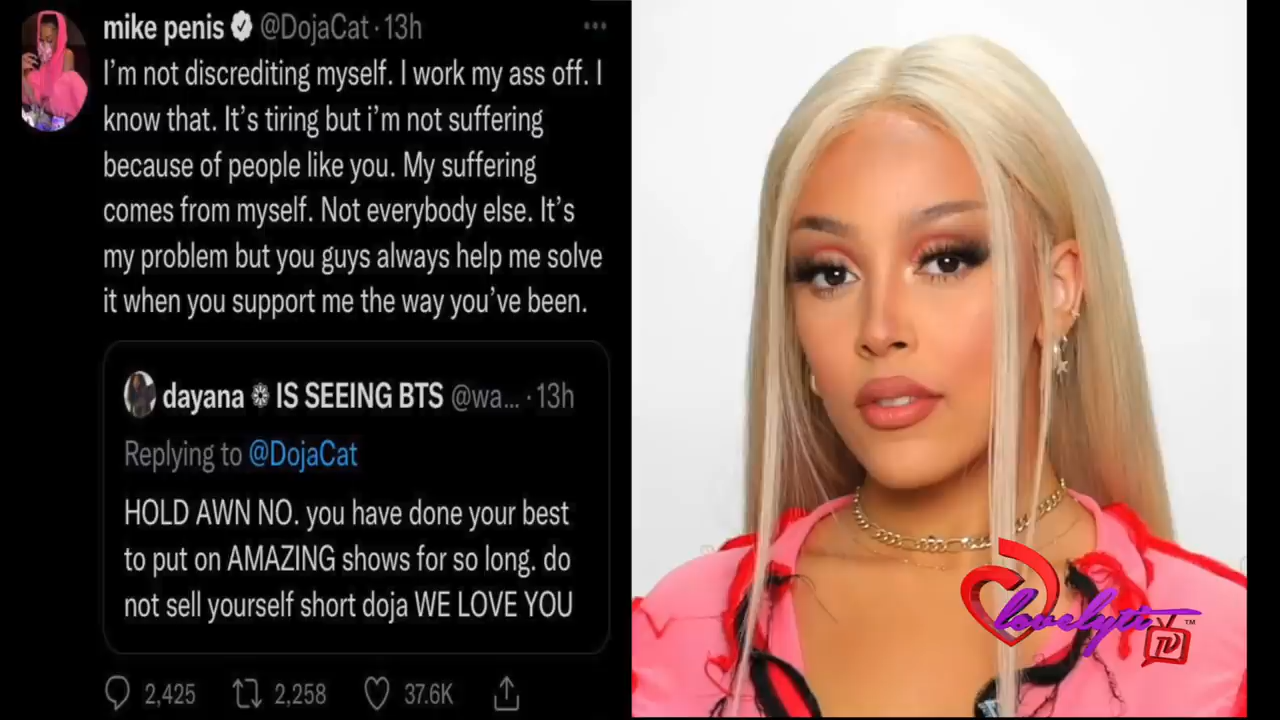 mike penis @DojaCat · 13h
I'm not discrediting myself. I work my ass off. I
know that. It's tiring but i'm not suffering
because of people like you. My suffering
comes from myself. Not everybody else. It's
my problem but you guys always help me solve
it when you support me the way you've been.
dayana ❄ IS SEEING BTS @wa... · 13h
Replying to @DojaCat
HOLD AWN NO. you have done your best
to put on AMAZING shows for so long. do
not sell yourself short doja WE LOVE YOU
2,425 2,258 37.6K
lovelyti ™
TV